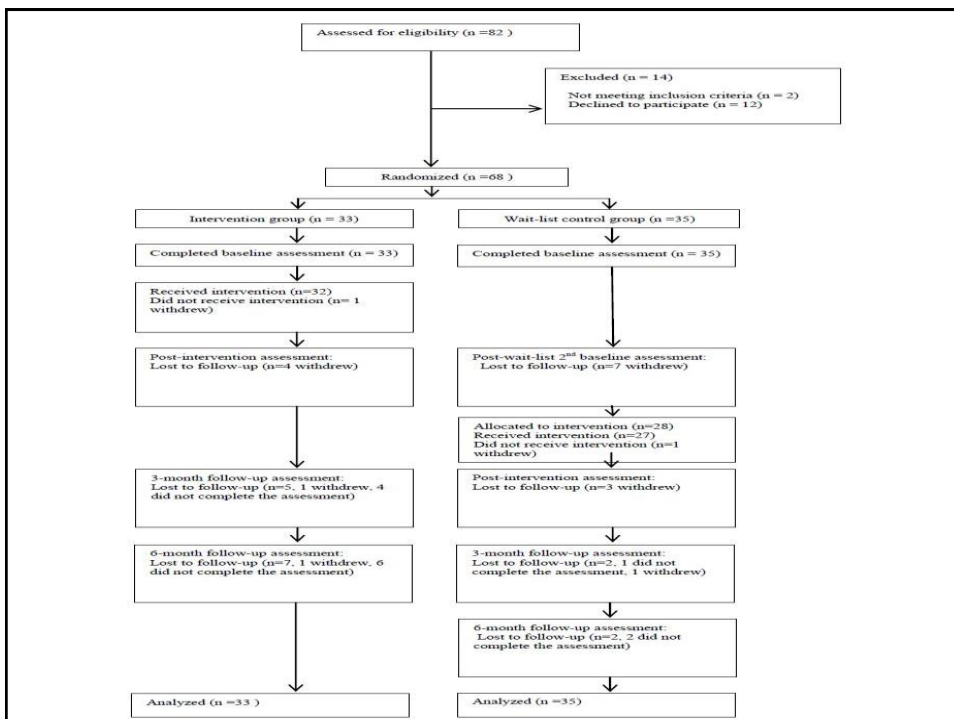 Assessed for eligibility (n =82 )
Excluded (n = 14)
Not meeting inclusion criteria (n = 2)
Declined to participate (n = 12)
Randomized (n =68 )
Intervention group (n = 33)
Completed baseline assessment (n = 33)
Received intervention (n=32)
Did not receive intervention (n= 1
withdrew)
Post-intervention assessment:
Lost to follow-up (n=4 withdrew)
3-month follow-up assessment:
Lost to follow-up (n=5, 1 withdrew, 4
did not complete the assessment)
6-month follow-up assessment:
Lost to follow-up (n=7, 1 withdrew, 6
did not complete the assessment)
Analyzed (n =33 )
Wait-list control group (n =35)
Completed baseline assessment (n = 35)
Post-wait-list 2nd baseline assessment:
Lost to follow-up (n=7 withdrew)
Allocated to intervention (n=28)
Received intervention (n=27)
Did not receive intervention (n=1
withdrew)
Post-intervention assessment:
Lost to follow-up (n=3 withdrew)
3-month follow-up assessment:
Lost to follow-up (n=2, 1 did not
complete the assessment, 1 withdrew)
6-month follow-up assessment:
Lost to follow-up (n=2, 2 did not
complete the assessment)
Analyzed (n =35)